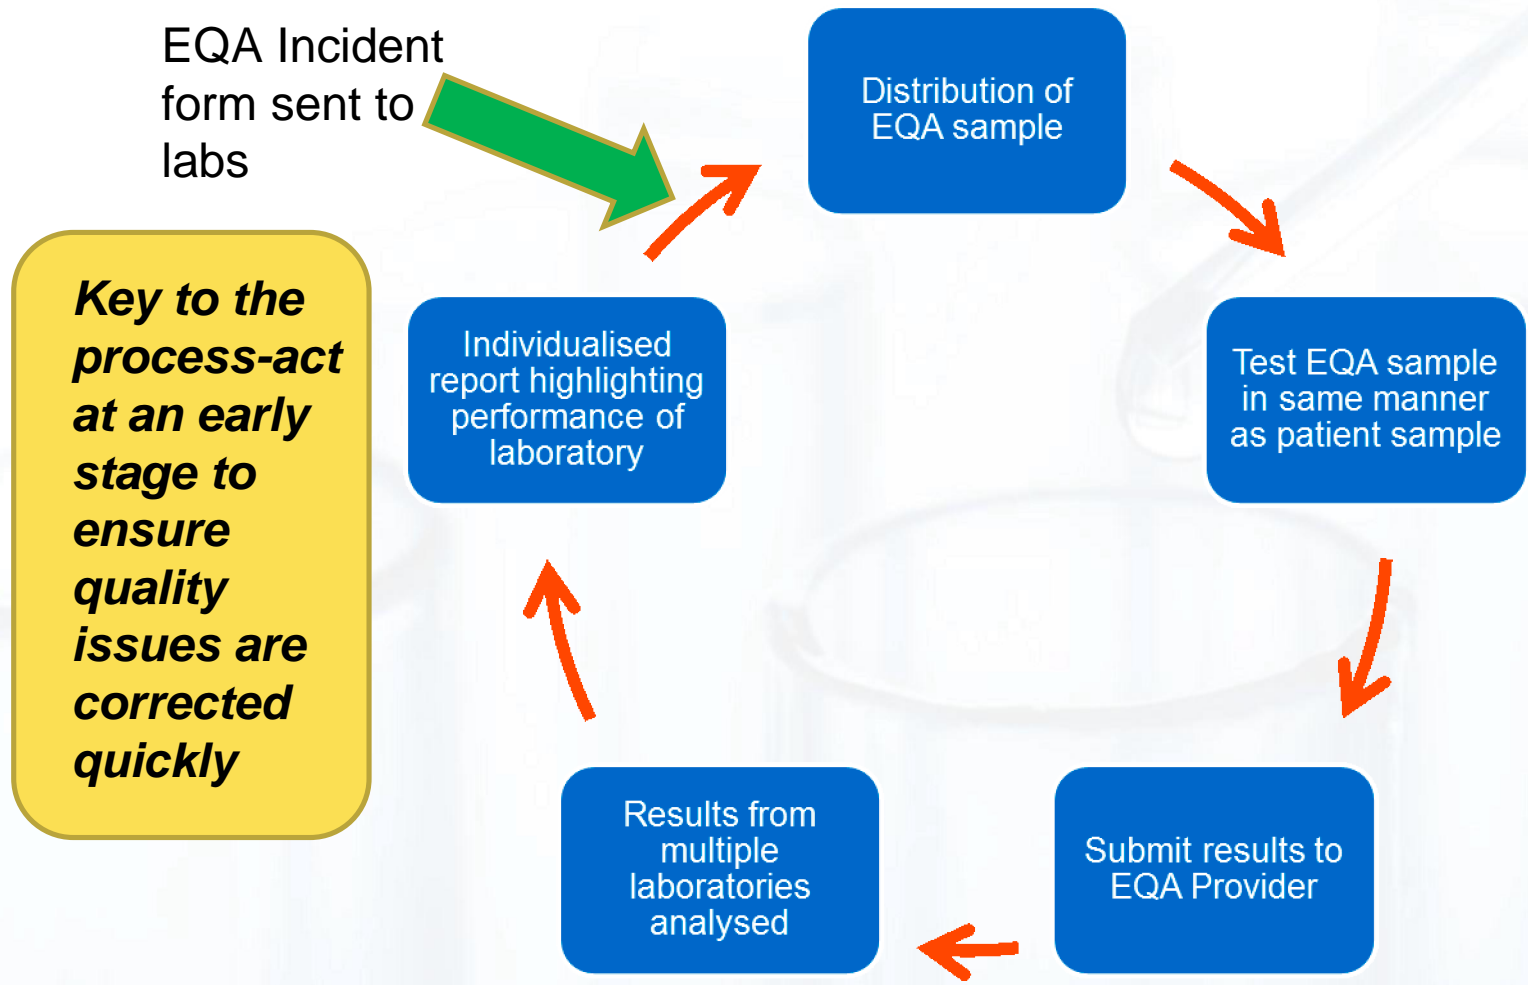 EQA Incident
form sent to
labs
Distribution of
EQA sample
Key to the
process-act
at an early
stage to
ensure
quality
issues are
corrected
quickly
Individualised
report highlighting
performance of
laboratory
Test EQA sample
in same manner
as patient sample
Results from
multiple
laboratories
analysed
Submit results to
EQA Provider